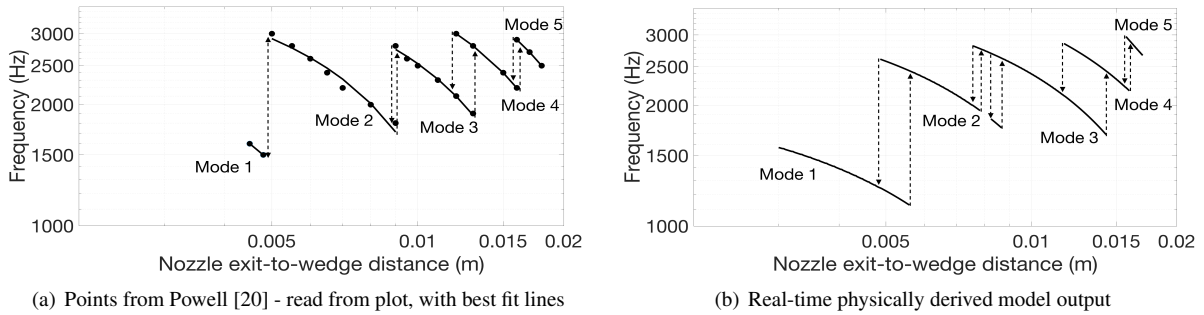 Frequency (Hz)
3000
2500
2000
1500
1000
Mode 1
Mode 2
Mode 3
Mode 4
Mode 5
0.005
0.01
0.015
0.02
Nozzle exit-to-wedge distance (m)
(a) Points from Powell [20] - read from plot, with best fit lines
Frequency (Hz)
3000
2500
2000
1500
1000
Mode 1
Mode 2
Mode 3
Mode 4
Mode 5
0.005
0.01
0.015
0.02
Nozzle exit-to-wedge distance (m)
(b) Real-time physically derived model output